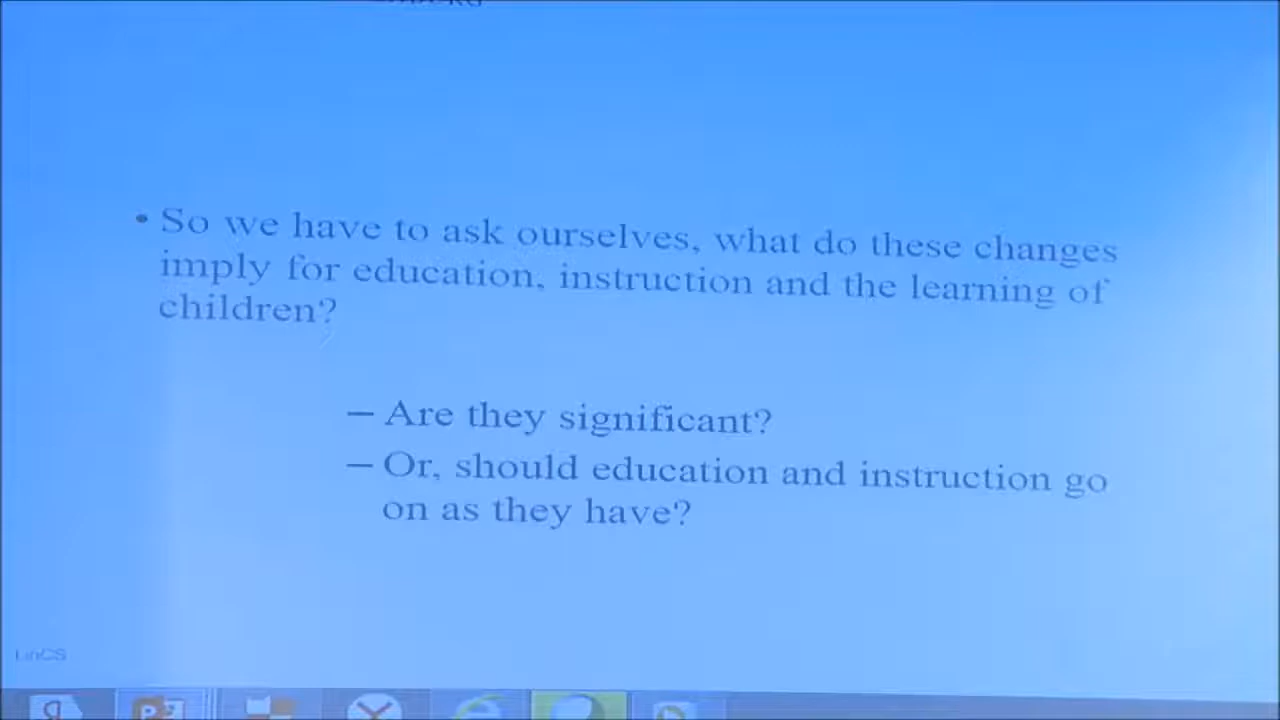 • So we have to ask ourselves, what do these changes
imply for education, instruction and the learning of
children?
– Are they significant?
– Or, should education and instruction go
on as they have?
LinCS